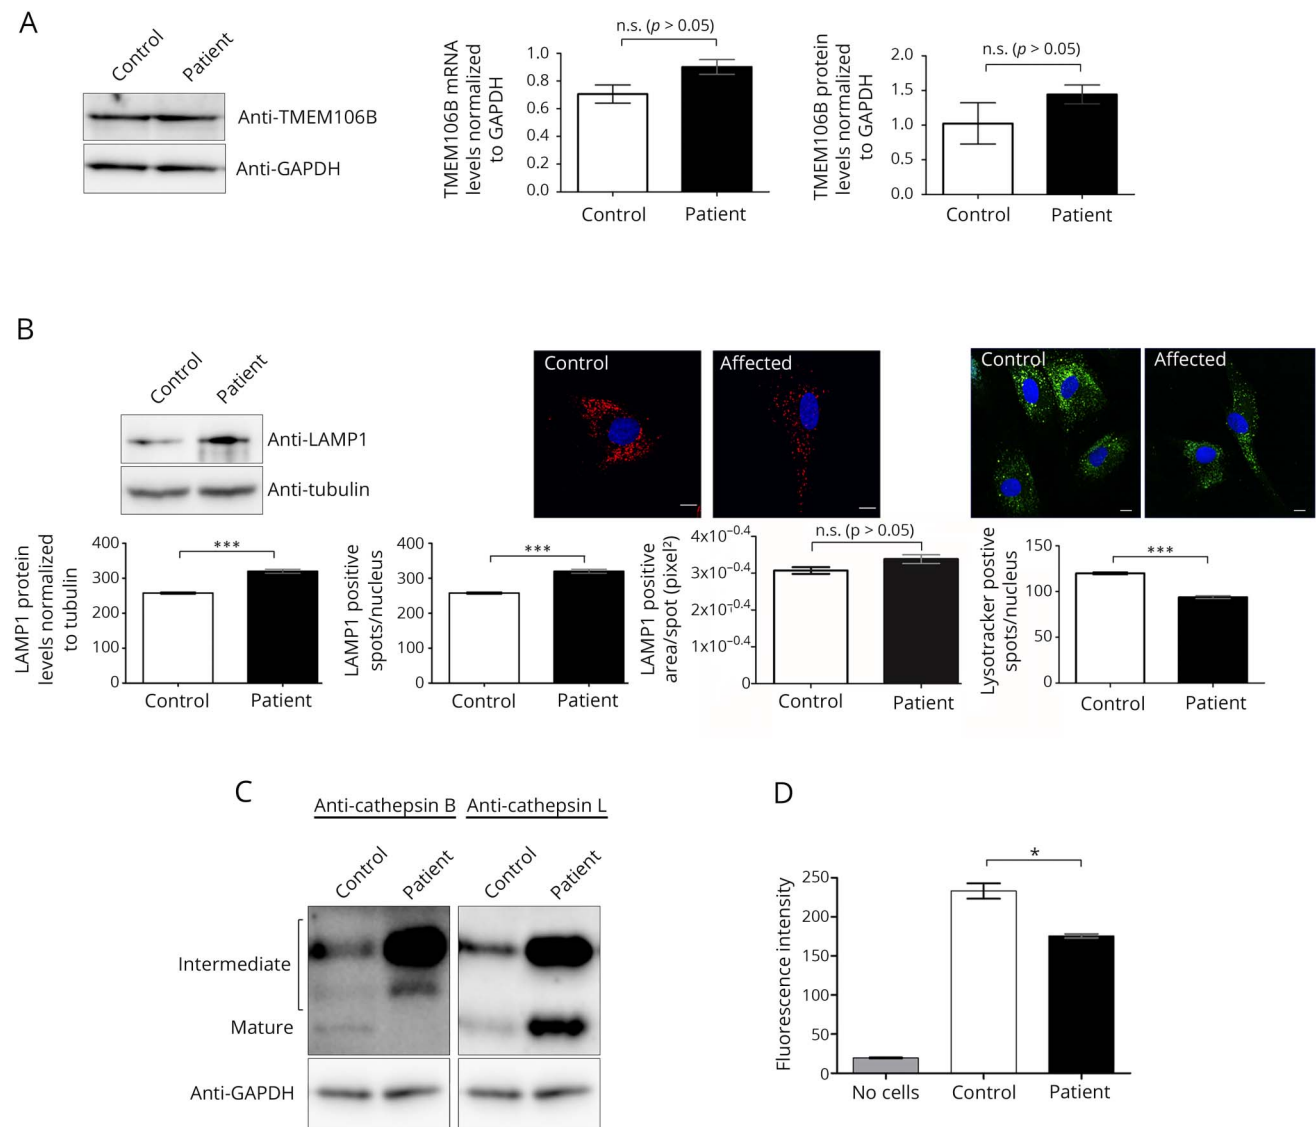 A
Control
Patient
Anti-TMEM106B
Anti-GAPDH
TMEM106B mRNA
levels normalized
to GAPDH
n.s. (p > 0.05)
1.0
0.8
0.6
0.4
0.2
0.0
Control
Patient
TMEM106B protein
levels normalized
to GAPDH
n.s. (p > 0.05)
2.0
1.5
1.0
0.5
0.0
Control
Patient
B
Control
Patient
Anti-LAMP1
Anti-tubulin
Control
Affected
Control
Affected
LAMP1 protein
levels normalized
to tubulin
400
300
200
100
0
***
Control
Patient
LAMP1 positive
spots/nucleus
400
300
200
100
0
***
Control
Patient
LAMP1 positive
area/spot (pixel²)
4x10⁻⁰·⁴
3x10⁻⁰·⁴
2x10⁻⁰·⁴
1x10⁻⁰·⁴
0
n.s. (p > 0.05)
Control
Patient
Lysotracker postive
spots/nucleus
150
100
50
0
***
Control
Patient
C
Anti-cathepsin B
Anti-cathepsin L
Control
Patient
Control
Patient
Intermediate
Mature
Anti-GAPDH
D
Fluorescence intensity
250
200
150
100
50
0
*
No cells
Control
Patient